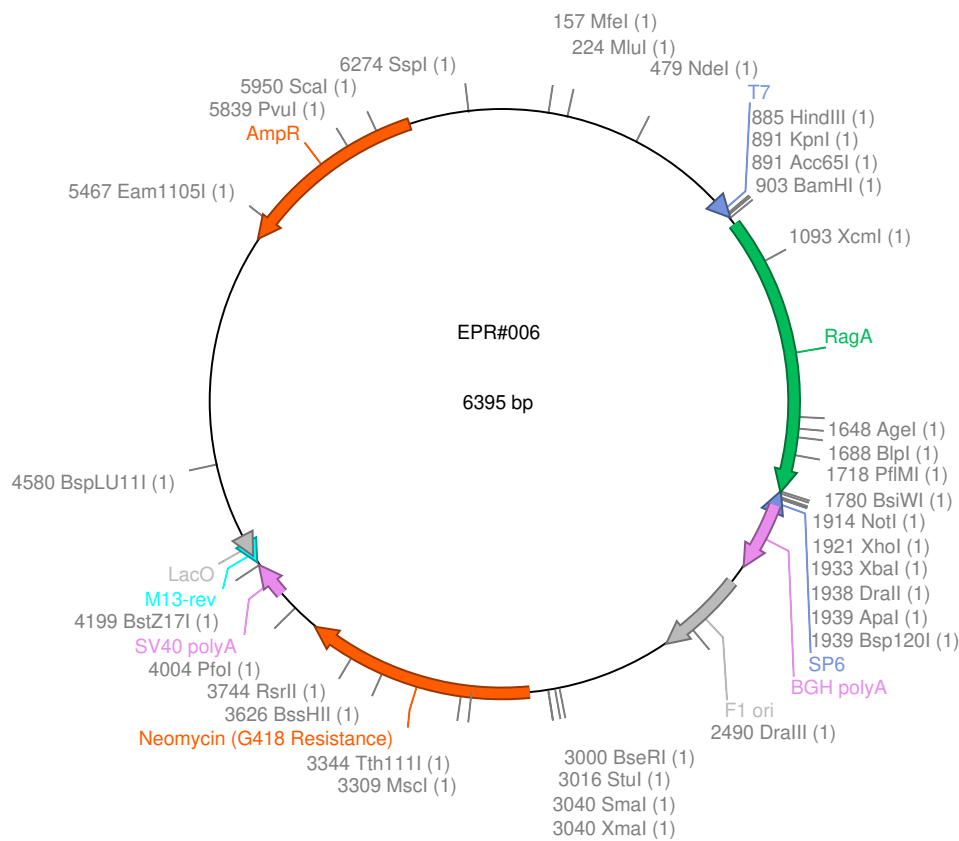 157 MfeI (1)
224 MluI (1)
479 NdeI (1)
T7
885 HindIII (1)
891 KpnI (1)
891 Acc65I (1)
903 BamHI (1)
1093 XcmI (1)
RagA
1648 AgeI (1)
1688 BlpI (1)
1718 PflMI (1)
1780 BsiWI (1)
1914 NotI (1)
1921 XhoI (1)
1933 XbaI (1)
1938 DraII (1)
1939 ApaI (1)
1939 Bsp120I (1)
SP6
BGH polyA
F1 ori
2490 DraIII (1)
3000 BseRI (1)
3016 StuI (1)
3040 SmaI (1)
3040 XmaI (1)
3309 MscI (1)
3344 Tth111I (1)
Neomycin (G418 Resistance)
3626 BssHII (1)
3744 RsrII (1)
4004 PfoI (1)
SV40 polyA
4199 BstZ17I (1)
M13-rev
LacO
4580 BspLU11I (1)
5467 Eam1105I (1)
AmpR
5839 PvuI (1)
5950 ScaI (1)
6274 SspI (1)
EPR#006
6395 bp